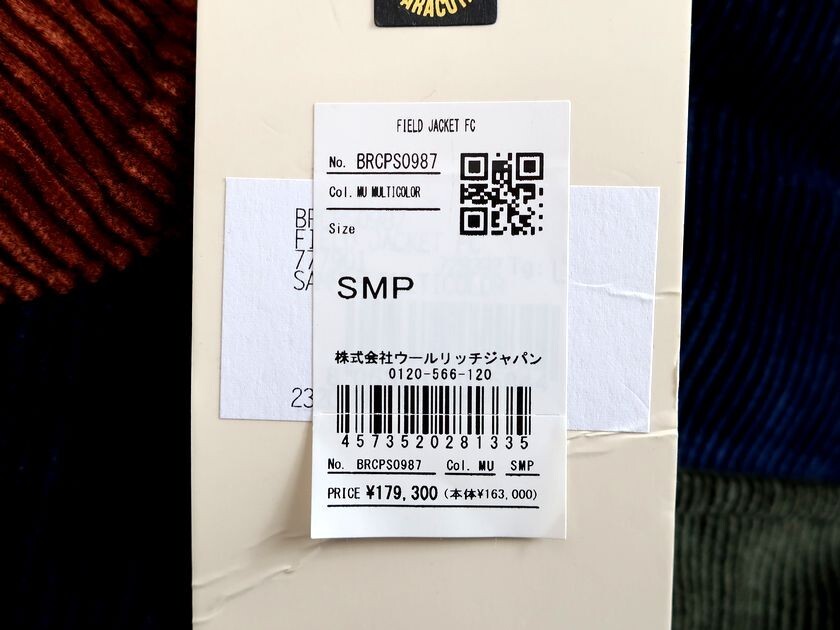 FIELD JACKET FC
No. BRCPS0987
Col. MU MULTICOLOR
Size
SMP
株式会社ウールリッチジャパン
0120-566-120
4573520281335
No. BRCPS0987 Col. MU SMP
PRICE ¥179,300 (本体¥163,000)